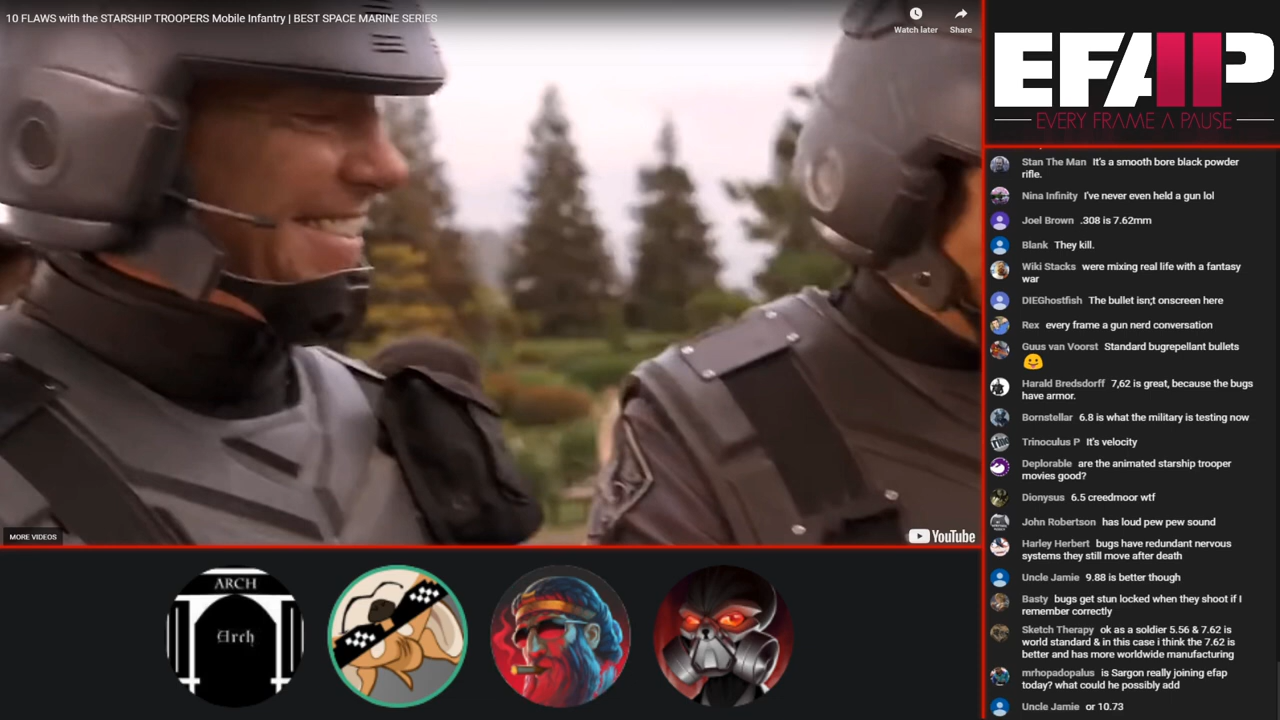 10 FLAWS with the STARSHIP TROOPERS Mobile Infantry | BEST SPACE MARINE SERIES
Watch later
Share
MORE VIDEOS
YouTube
ARCH
Arch
EFAP
EVERY FRAME A PAUSE
Stan The Man It's a smooth bore black powder
rifle.
Nina Infinity I've never even held a gun lol
Joel Brown .308 is 7.62mm
Blank They kill.
Wiki Stacks were mixing real life with a fantasy
war
DIEGhostfish The bullet isn;t onscreen here
Rex every frame a gun nerd conversation
Guus van Voorst Standard bugrepellant bullets
Harald Bredsdorff 7,62 is great, because the bugs
have armor.
Bornstellar 6.8 is what the military is testing now
Trinoculus P It's velocity
Deplorable are the animated starship trooper
movies good?
Dionysus 6.5 creedmoor wtf
John Robertson has loud pew pew sound
Harley Herbert bugs have redundant nervous
systems they still move after death
Uncle Jamie 9.88 is better though
Basty bugs get stun locked when they shoot if I
remember correctly
Sketch Therapy ok as a soldier 5.56 & 7.62 is
world standard & in this case i think the 7.62 is
better and has more worldwide manufacturing
mrhopadopalus is Sargon really joining efap
today? what could he possibly add
Uncle Jamie or 10.73